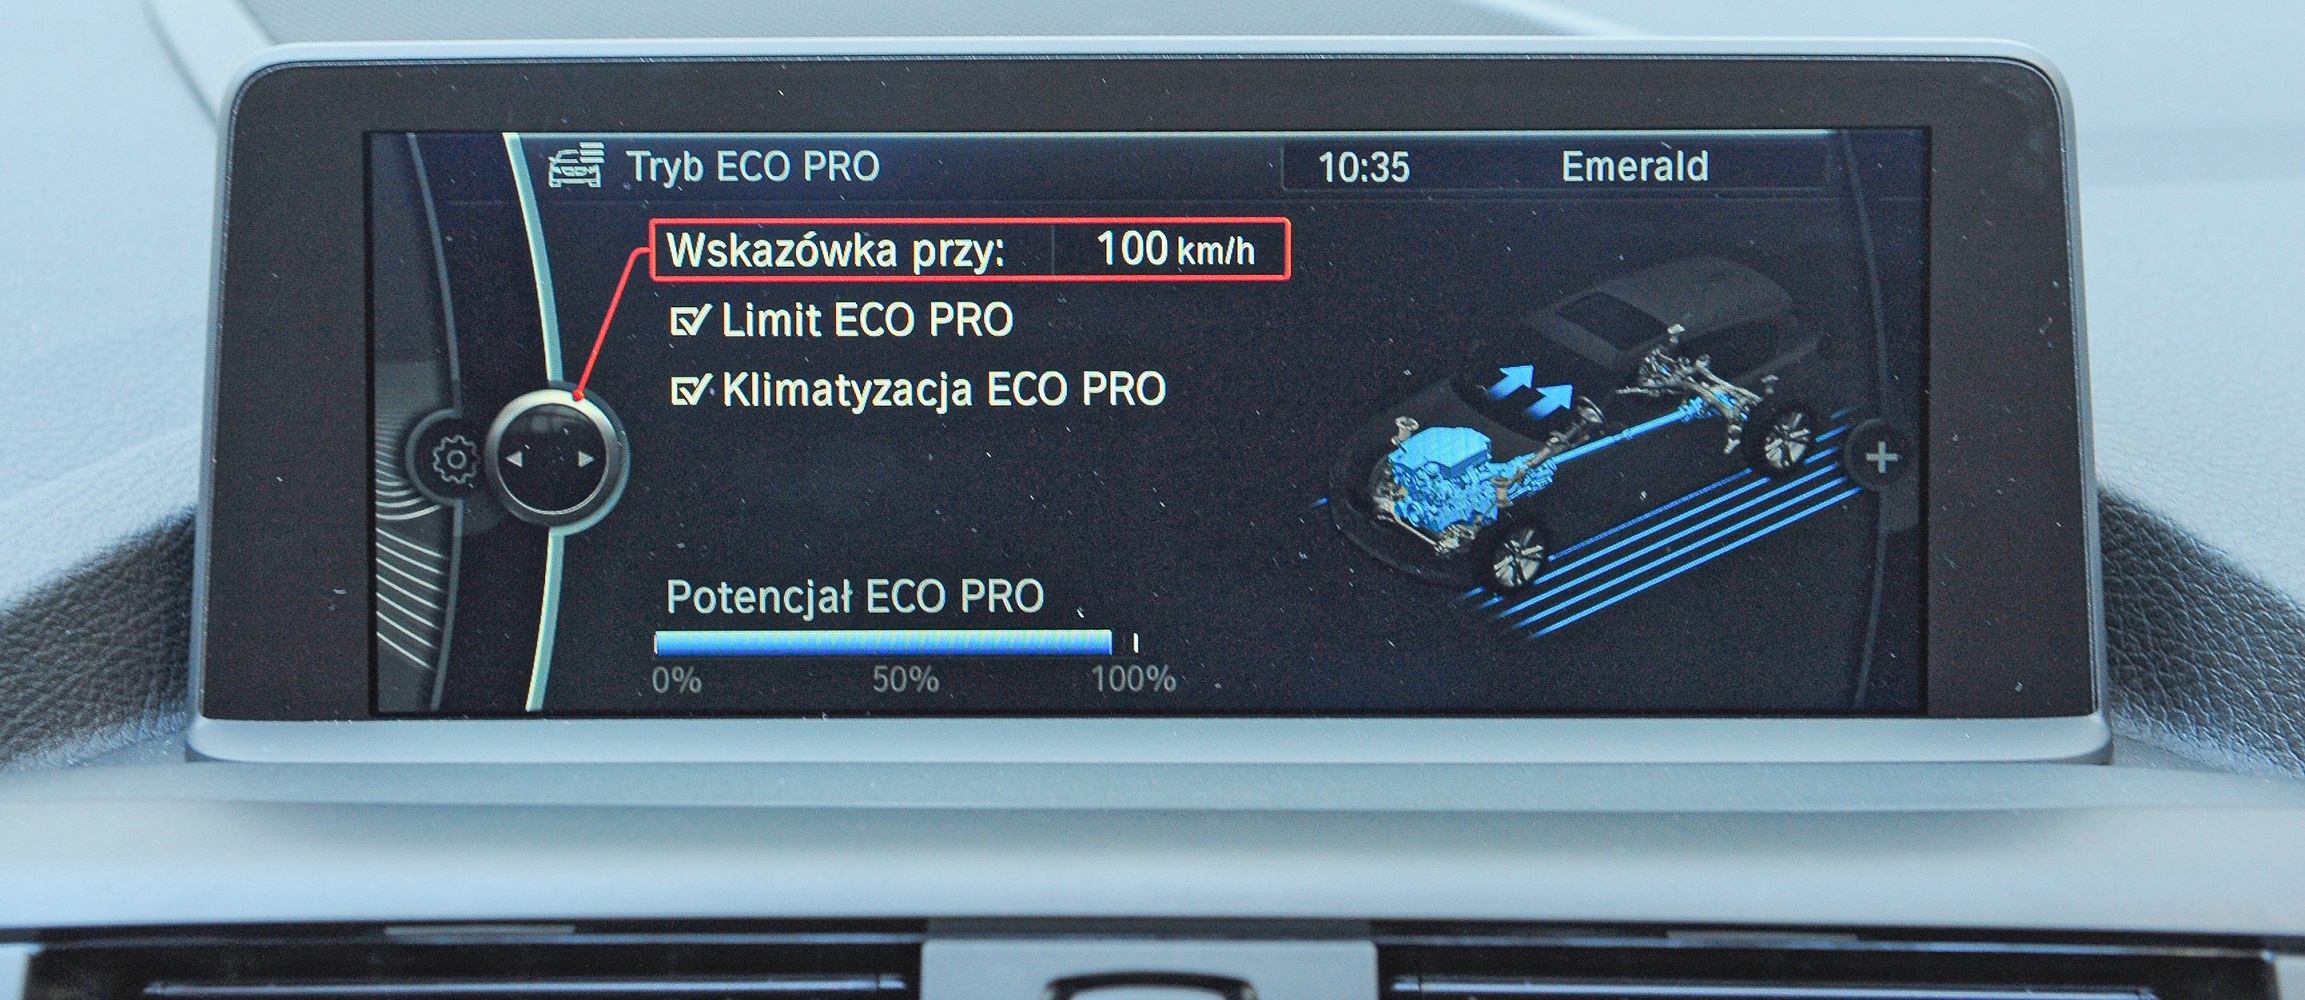 Tryb ECO PRO 10:35 Emerald
Wskazówka przy: 100 km/h
Limit ECO PRO
Klimatyzacja ECO PRO
Potencjał ECO PRO
0% 50% 100%